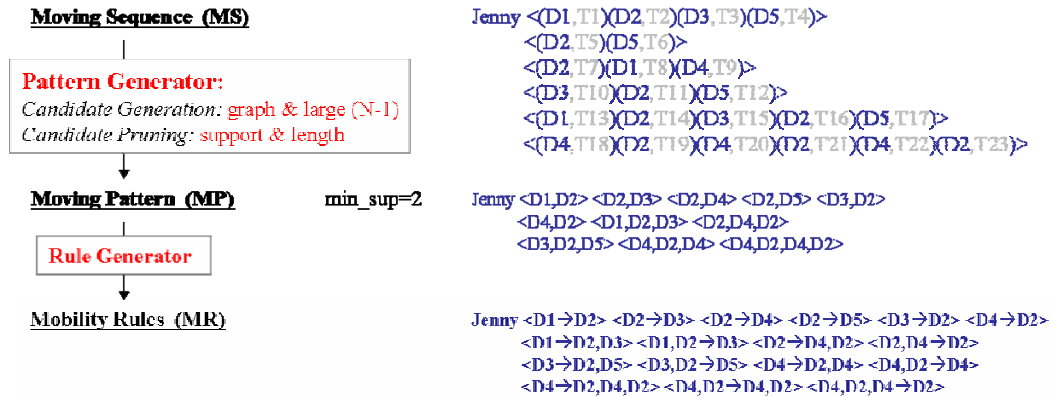 Moving Sequence (MS)
Jenny <(D1,T1)(D2,T2)(D3,T3)(D5,T4)>
<(D2,T5)(D5,T6)>
<(D2,T7)(D1,T8)(D4,T9)>
<(D3,T10)(D2,T11)(D5,T12)>
<(D1,T13)(D2,T14)(D3,T15)(D2,T16)(D5,T17)>
<(D4,T18)(D2,T19)(D4,T20)(D2,T21)(D4,T22)(D2,T23)>
Pattern Generator:
Candidate Generation: graph & large (N-1)
Candidate Pruning: support & length
Moving Pattern (MP) min_sup=2
Jenny <D1,D2> <D2,D3> <D2,D4> <D2,D5> <D3,D2>
<D4,D2> <D1,D2,D3> <D2,D4,D2>
<D3,D2,D5> <D4,D2,D4> <D4,D2,D4,D2>
Rule Generator
Mobility Rules (MR)
Jenny <D1→D2> <D2→D3> <D2→D4> <D2→D5> <D3→D2> <D4→D2>
<D1→D2,D3> <D1,D2→D3> <D2→D4,D2> <D2,D4→D2>
<D3→D2,D5> <D3,D2→D5> <D4→D2,D4> <D4,D2→D4>
<D4→D2,D4,D2> <D4,D2→D4,D2> <D4,D2,D4→D2>